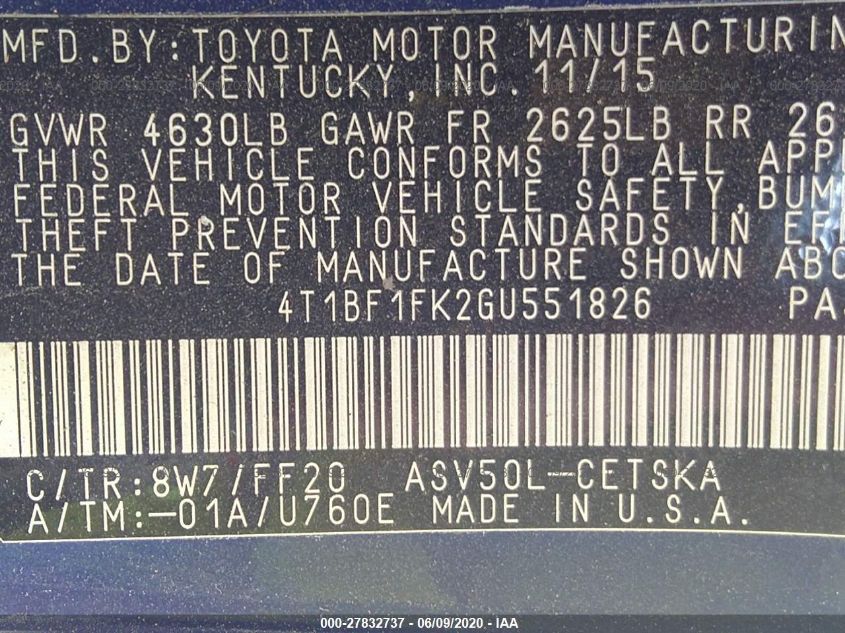 MFD.BY:TOYOTA MOTOR MANUFACTURIN
KENTUCKY,INC. 11/15
GVWR 4630LB GAWR FR 2625LB RR 26
THIS VEHICLE CONFORMS TO ALL APPL
FEDERAL MOTOR VEHICLE SAFETY,BUM
THEFT PREVENTION STANDARDS IN EF
THE DATE OF MANUFACTURE SHOWN ABO
4T1BF1FK2GU551826 PA
C/TR:8W7/FF20 ASV50L-CETSKA
A/TM:-01A/U760E MADE IN U.S.A.
000-27832737 - 06/09/2020 - IAA